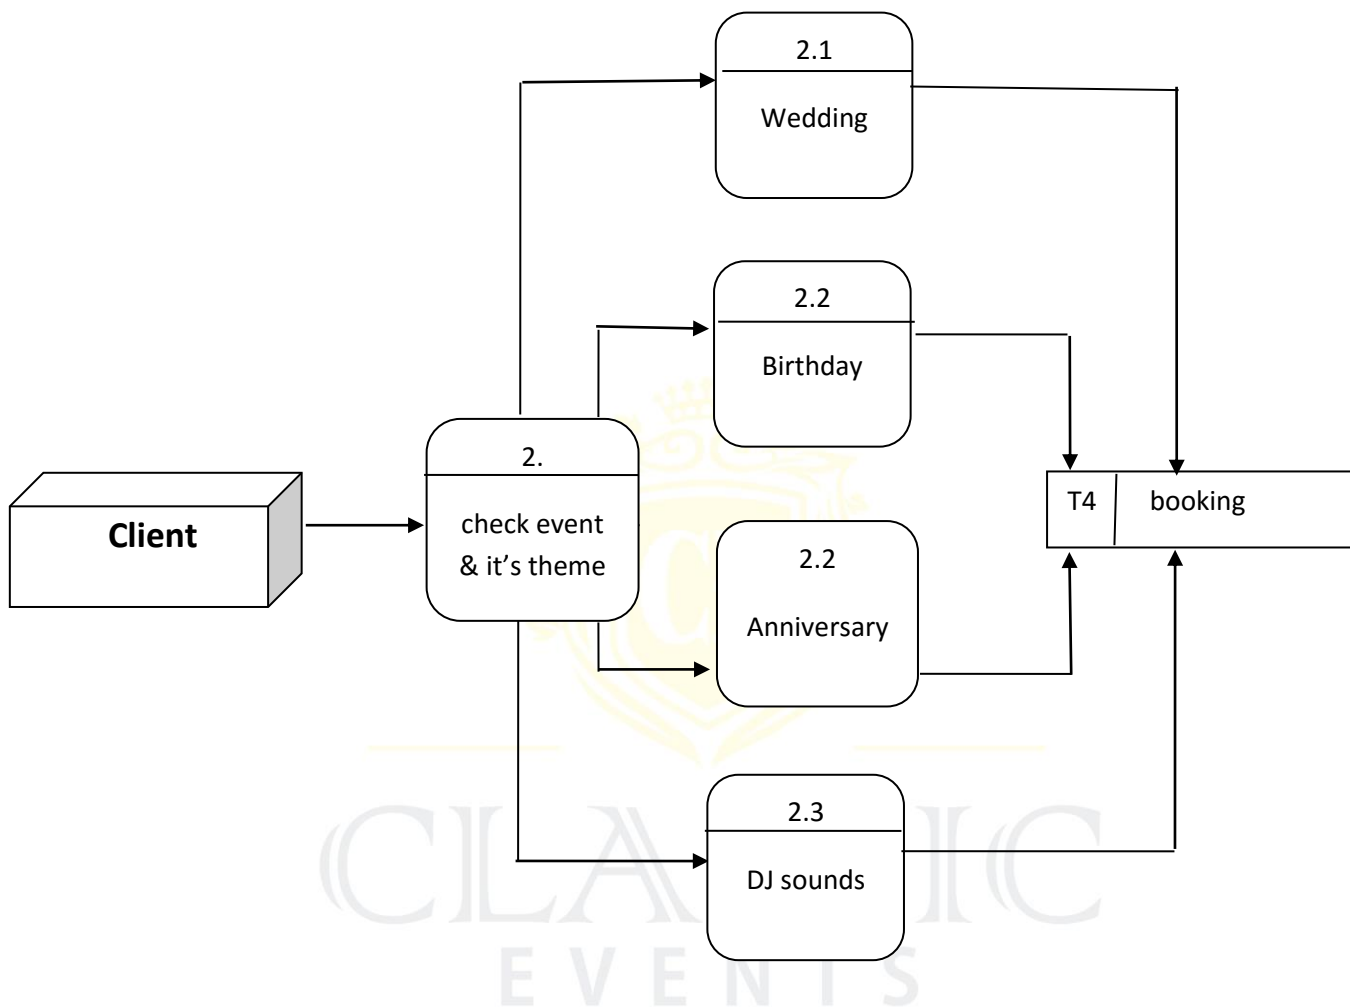 2.1
Wedding
2.2
Birthday
2.
check event
& it’s theme
Client
T4
booking
2.2
Anniversary
2.3
DJ sounds
C
CLASSIC
EVENTS